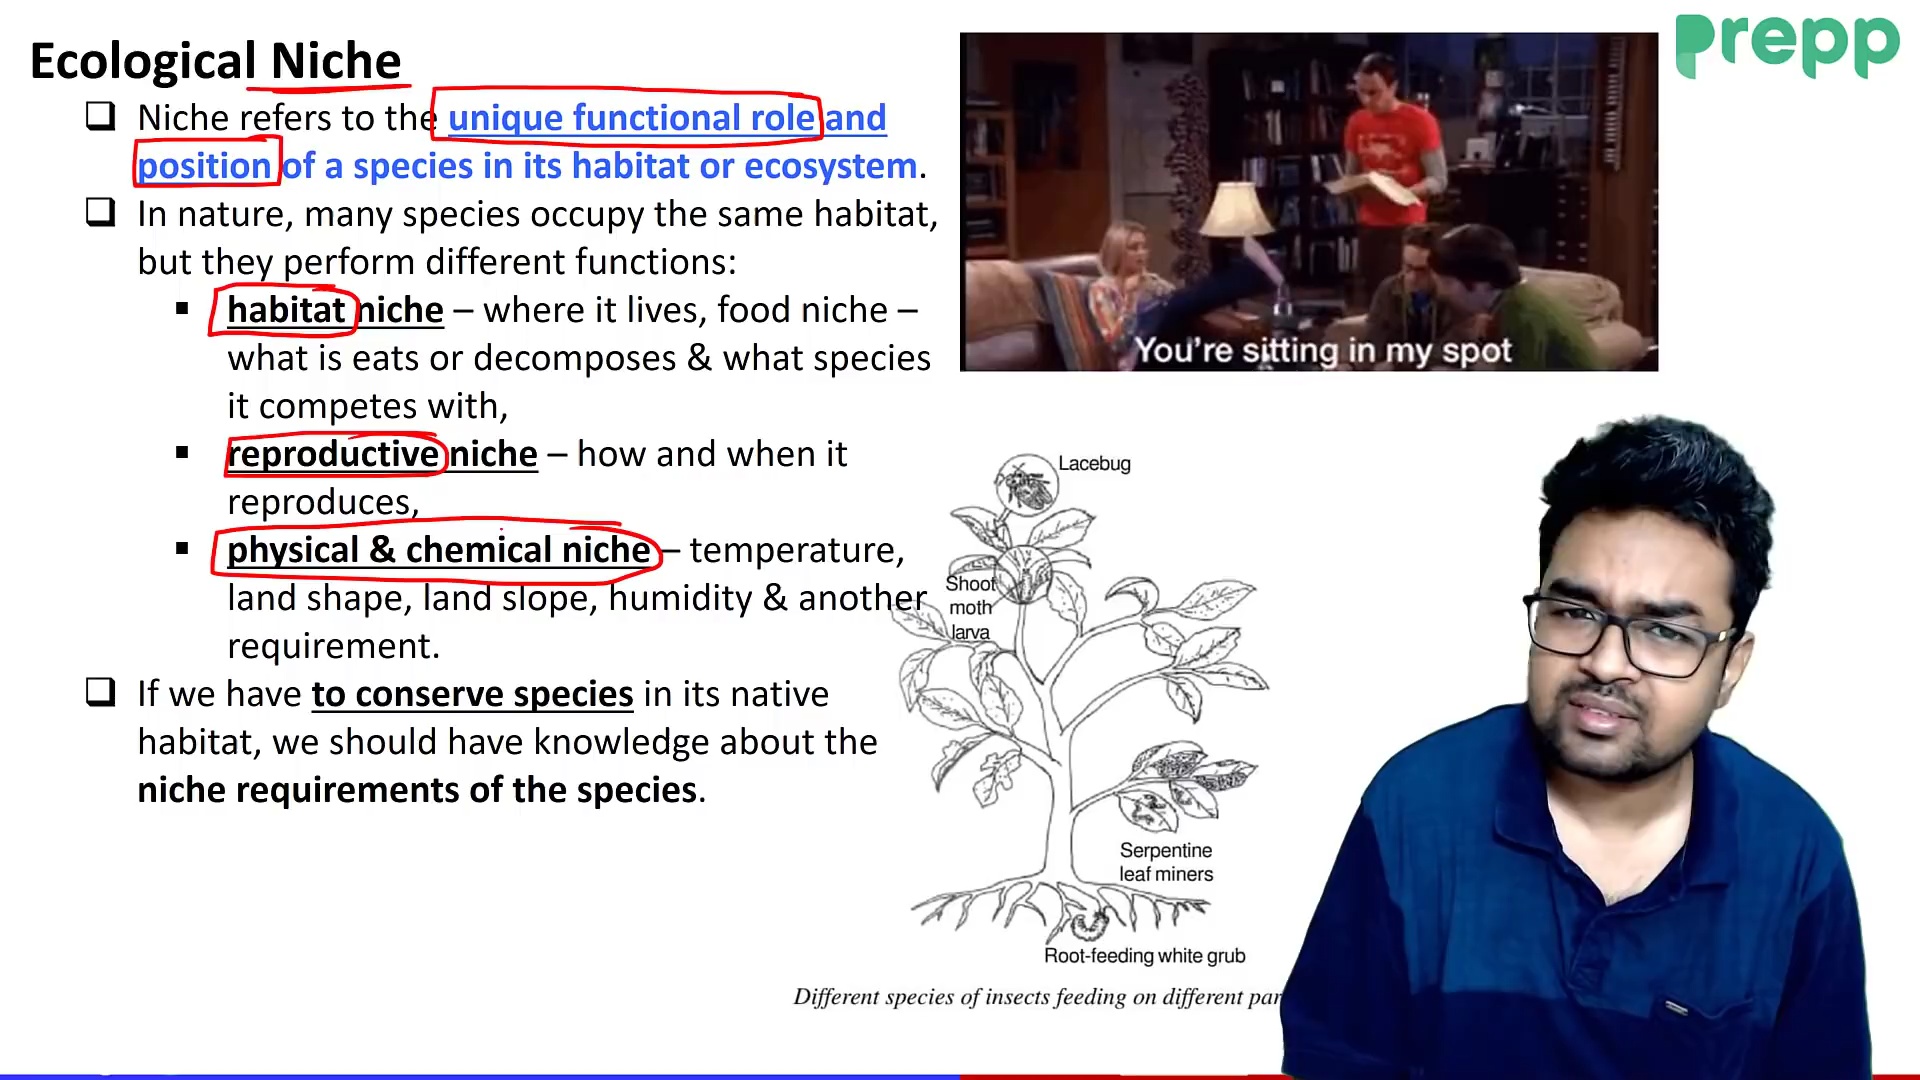 Ecological Niche
❑ Niche refers to the unique functional role and
position of a species in its habitat or ecosystem.
❑ In nature, many species occupy the same habitat,
but they perform different functions:
▪ habitat niche – where it lives, food niche –
what is eats or decomposes & what species
it competes with,
▪ reproductive niche – how and when it
reproduces,
▪ physical & chemical niche – temperature,
land shape, land slope, humidity & another
requirement.
❑ If we have to conserve species in its native
habitat, we should have knowledge about the
niche requirements of the species.
Prepp
You're sitting in my spot
Lacebug
Shoot
moth
larva
Serpentine
leaf miners
Root-feeding white grub
Different species of insects feeding on different par